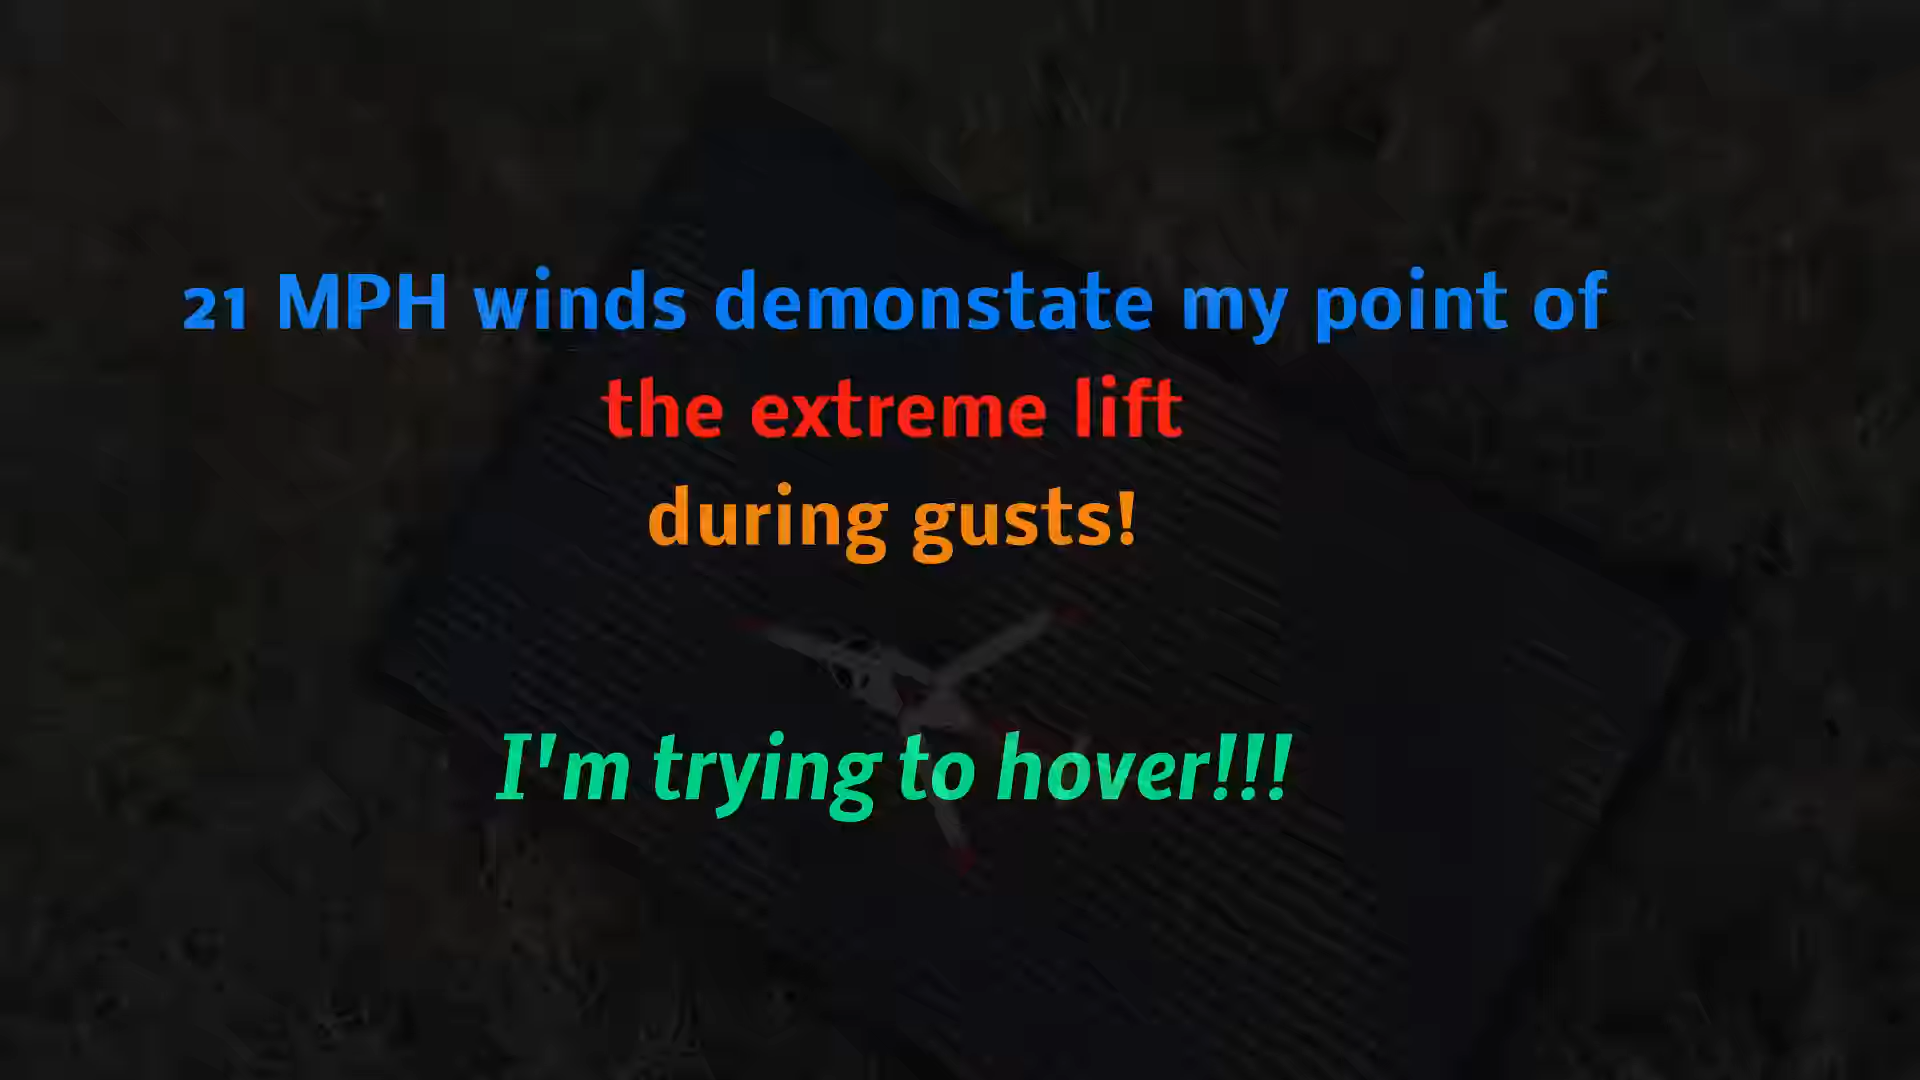 21 MPH winds demonstate my point of
the extreme lift
during gusts!
I'm trying to hover!!!